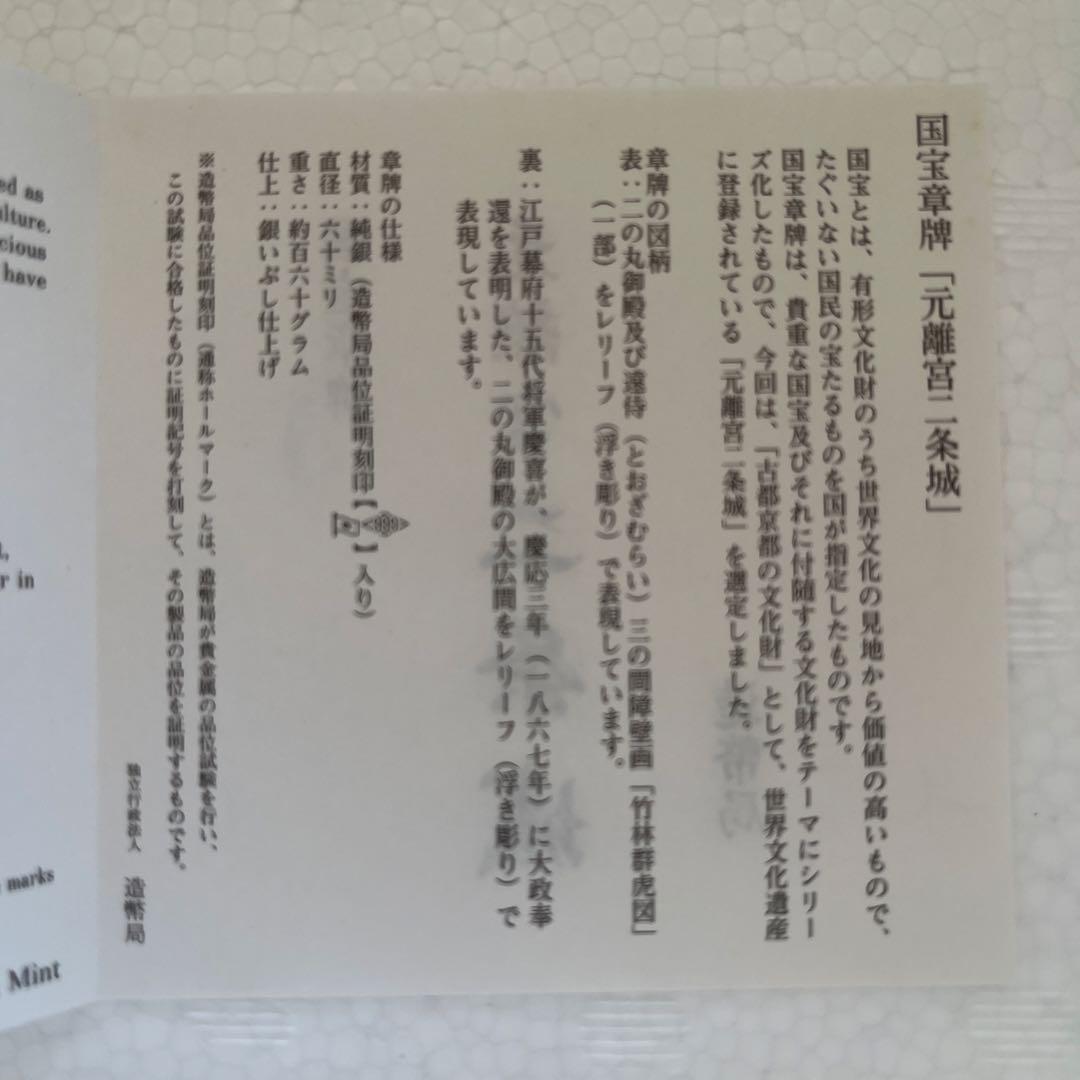 国宝章牌「元離宮二条城」
国宝とは、有形文化財のうち世界文化の見地から価値の高いもので、
たぐいない国民の宝たるものを国が指定したものです。
国宝章牌は、貴重な国宝及びそれに付随する文化財をテーマにシリー
ズ化したもので、今回は、「古都京都の文化財」として、世界文化遺産
に登録されている「元離宮二条城」を選定しました。
章牌の図柄
表：二の丸御殿及び遠侍（とおざむらい）三の間障壁画「竹林群虎図」
（一部）をレリーフ（浮き彫り）で表現しています。
裏：江戸幕府十五代将軍慶喜が、慶応三年（一八六七年）に大政奉
還を表明した、二の丸御殿の大広間をレリーフ（浮き彫り）で
表現しています。
章牌の仕様
材質：純銀（造幣局品位証明刻印【999】入り）
直径：六十ミリ
重さ：約百六十グラム
仕上：銀いぶし仕上げ
※造幣局品位証明刻印（通称ホールマーク）とは、造幣局が貴金属の品位試験を行い、
この試験に合格したものに証明記号を打刻して、その製品の品位を証明するものです。
独立行政法人 造幣局
ed as
lture.
cious
have
r in
marks
Mint